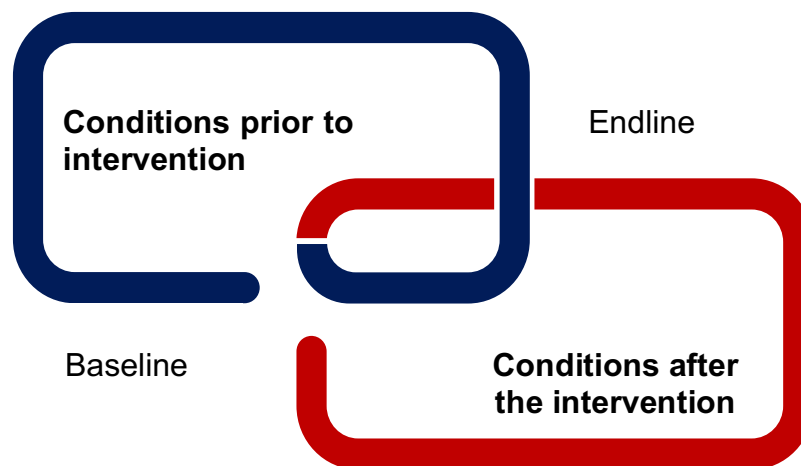 Conditions prior to
intervention
Endline
Baseline
Conditions after
the intervention